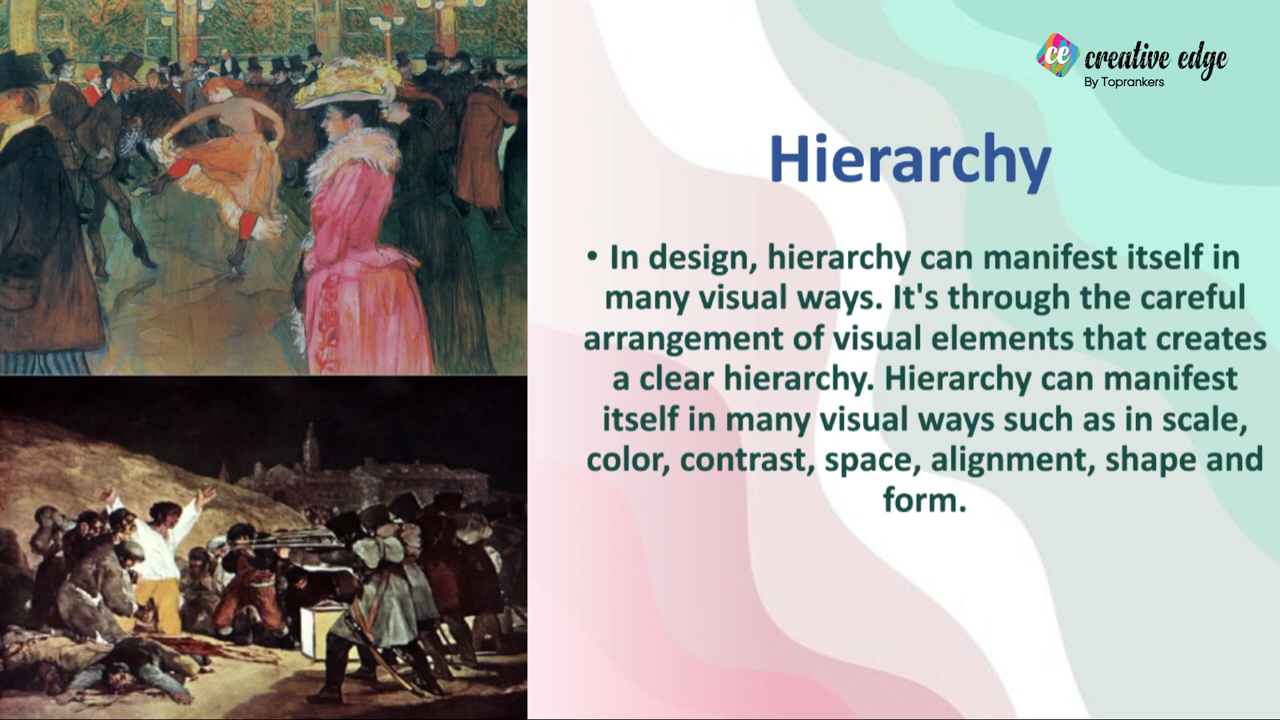 ce creative edge
By Toprankers
Hierarchy
• In design, hierarchy can manifest itself in
many visual ways. It's through the careful
arrangement of visual elements that creates
a clear hierarchy. Hierarchy can manifest
itself in many visual ways such as in scale,
color, contrast, space, alignment, shape and
form.